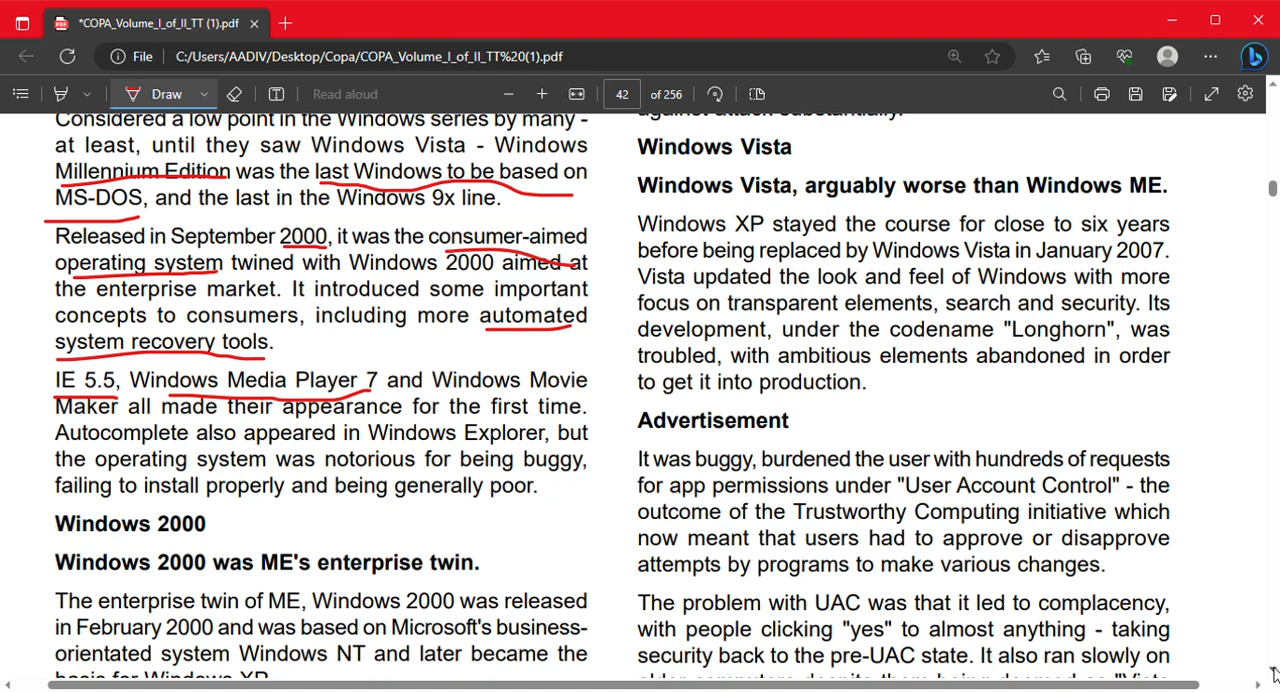 *COPA_Volume_I_of_II_TT (1).pdf
File
C:/Users/AADIV/Desktop/Copa/COPA_Volume_I_of_II_TT%20(1).pdf
Draw
Read aloud
42
of 256
Considered a low point in the Windows series by many -
at least, until they saw Windows Vista - Windows
Millennium Edition was the last Windows to be based on
MS-DOS, and the last in the Windows 9x line.
Released in September 2000, it was the consumer-aimed
operating system twined with Windows 2000 aimed at
the enterprise market. It introduced some important
concepts to consumers, including more automated
system recovery tools.
IE 5.5, Windows Media Player 7 and Windows Movie
Maker all made their appearance for the first time.
Autocomplete also appeared in Windows Explorer, but
the operating system was notorious for being buggy,
failing to install properly and being generally poor.
Windows 2000
Windows 2000 was ME's enterprise twin.
The enterprise twin of ME, Windows 2000 was released
in February 2000 and was based on Microsoft's business-
orientated system Windows NT and later became the
basis for Windows XP.
against attack substantially.
Windows Vista
Windows Vista, arguably worse than Windows ME.
Windows XP stayed the course for close to six years
before being replaced by Windows Vista in January 2007.
Vista updated the look and feel of Windows with more
focus on transparent elements, search and security. Its
development, under the codename "Longhorn", was
troubled, with ambitious elements abandoned in order
to get it into production.
Advertisement
It was buggy, burdened the user with hundreds of requests
for app permissions under "User Account Control" - the
outcome of the Trustworthy Computing initiative which
now meant that users had to approve or disapprove
attempts by programs to make various changes.
The problem with UAC was that it led to complacency,
with people clicking "yes" to almost anything - taking
security back to the pre-UAC state. It also ran slowly on
older computers despite them being deemed as "Vista